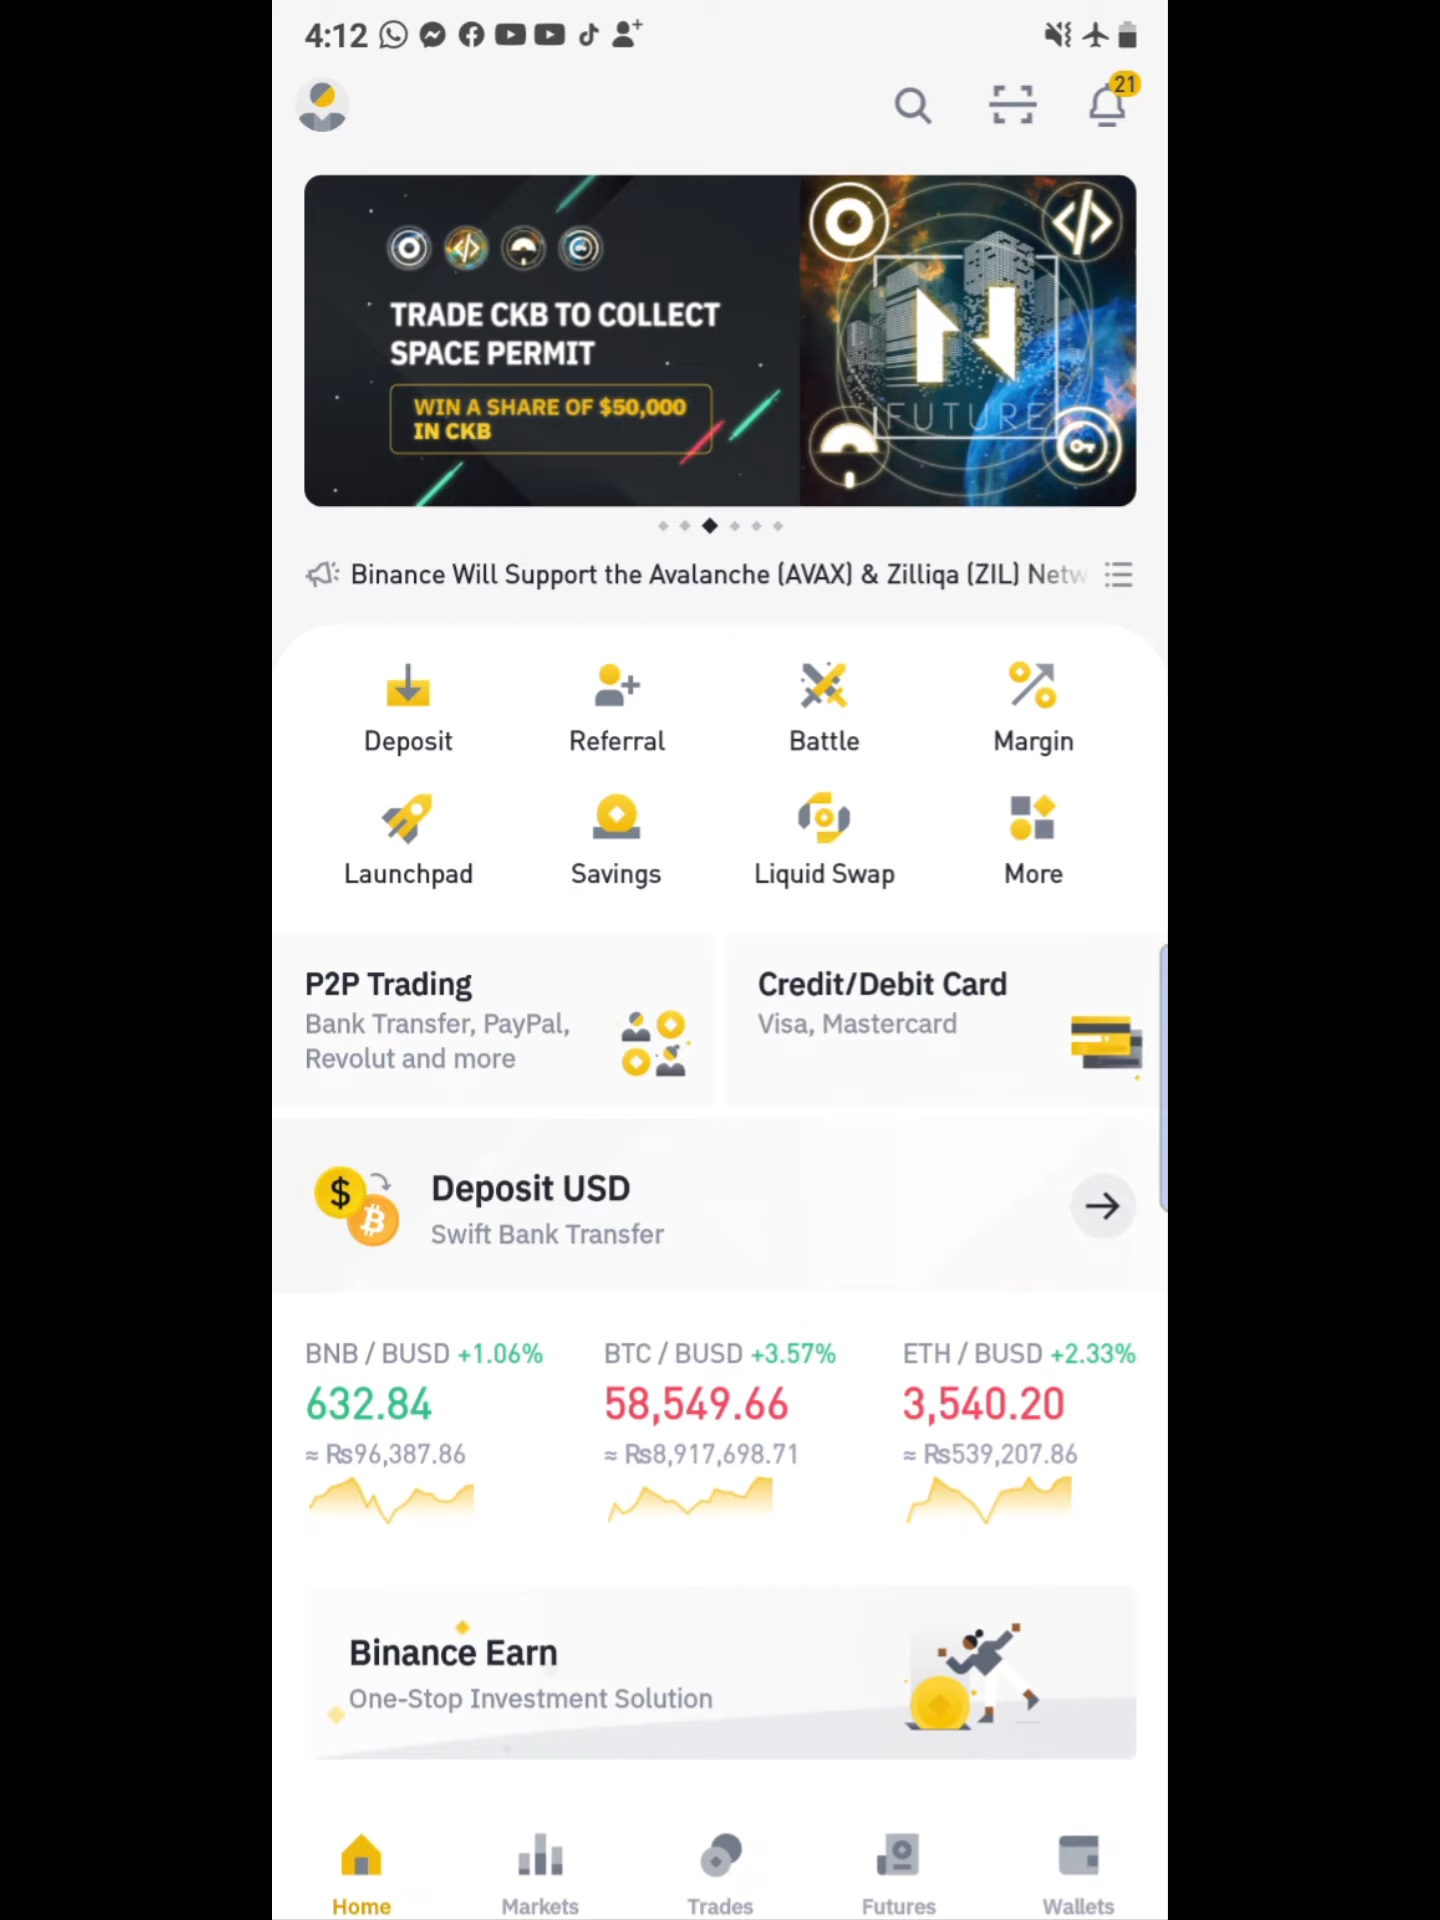 4:12
21
TRADE CKB TO COLLECT
SPACE PERMIT
WIN A SHARE OF $50,000
IN CKB
FUTURE
Binance Will Support the Avalanche (AVAX) & Zilliqa (ZIL) Netw
Deposit
Referral
Battle
Margin
Launchpad
Savings
Liquid Swap
More
P2P Trading
Bank Transfer, PayPal,
Revolut and more
Credit/Debit Card
Visa, Mastercard
Deposit USD
Swift Bank Transfer
BNB / BUSD +1.06%
632.84
≈ ₨96,387.86
BTC / BUSD +3.57%
58,549.66
≈ ₨8,917,698.71
ETH / BUSD +2.33%
3,540.20
≈ ₨539,207.86
Binance Earn
One-Stop Investment Solution
Home
Markets
Trades
Futures
Wallets